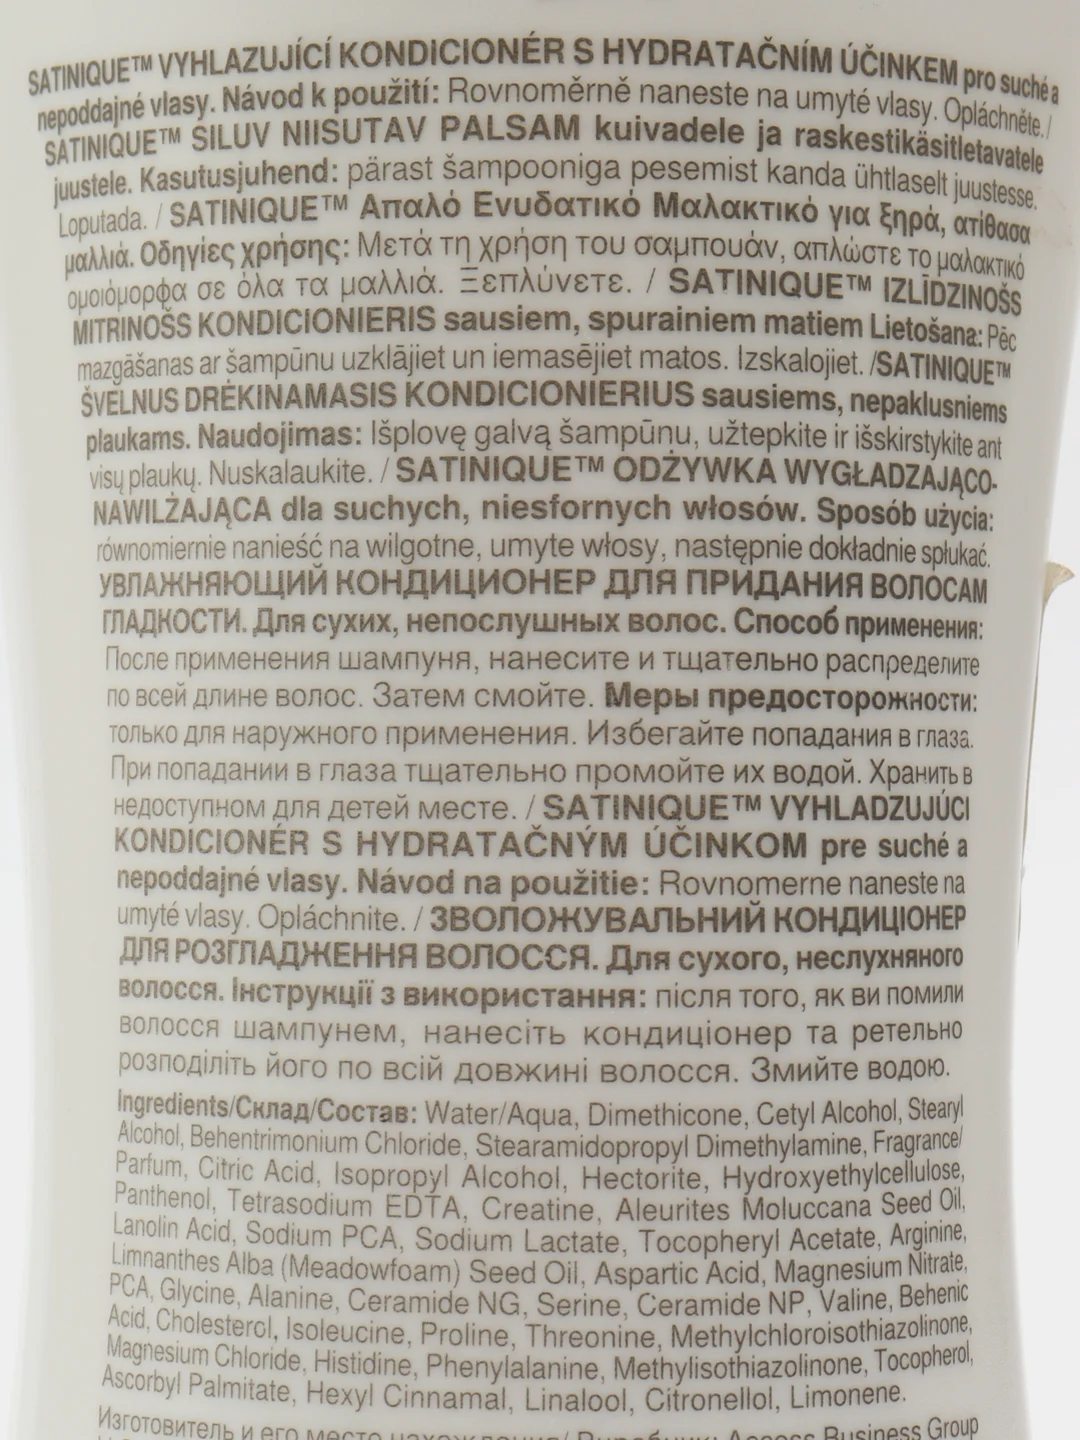 SATINIQUE™ VYHLAZUJÍCÍ KONDICIONÉR S HYDRATAČNÍM ÚČINKEM pro suché a
nepoddajné vlasy. Návod k použití: Rovnoměrně naneste na umyté vlasy. Opláchněte. /
SATINIQUE™ SILUV NIISUTAV PALSAM kuivadele ja raskestikäsitletavatele
juustele. Kasutusjuhend: pärast šampooniga pesemist kanda ühtlaselt juustesse.
Loputada. / SATINIQUE™ Απαλό Ενυδατικό Μαλακτικό για ξηρά, ατίθασα
μαλλιά. Οδηγίες χρήσης: Μετά τη χρήση του σαμπουάν, απλώστε το μαλακτικό
ομοιόμορφα σε όλα τα μαλλιά. Ξεπλύνετε. / SATINIQUE™ IZLĪDZINOŠS
MITRINOŠS KONDICIONIERIS sausiem, spurainiem matiem Lietošana: Pēc
mazgāšanas ar šampūnu uzklājiet un iemasējiet matos. Izskalojiet. /SATINIQUE™
ŠVELNUS DRĖKINAMASIS KONDICIONIERIUS sausiems, nepaklusniems
plaukams. Naudojimas: Išplovę galvą šampūnu, užtepkite ir išskirstykite ant
visų plaukų. Nuskalaukite. / SATINIQUE™ ODŻYWKA WYGŁADZAJĄCO-
NAWILŻAJĄCA dla suchych, niesfornych włosów. Sposób użycia:
równomiernie nanieść na wilgotne, umyte włosy, następnie dokładnie spłukać.
УВЛАЖНЯЮЩИЙ КОНДИЦИОНЕР ДЛЯ ПРИДАНИЯ ВОЛОСАМ
ГЛАДКОСТИ. Для сухих, непослушных волос. Способ применения:
После применения шампуня, нанесите и тщательно распределите
по всей длине волос. Затем смойте. Меры предосторожности:
только для наружного применения. Избегайте попадания в глаза.
При попадании в глаза тщательно промойте их водой. Хранить в
недоступном для детей месте. / SATINIQUE™ VYHLADZUJÚCI
KONDICIONÉR S HYDRATAČNÝM ÚČINKOM pre suché a
nepoddajné vlasy. Návod na použitie: Rovnomerne naneste na
umyté vlasy. Opláchnite. / ЗВОЛОЖУВАЛЬНИЙ КОНДИЦІОНЕР
ДЛЯ РОЗГЛАДЖЕННЯ ВОЛОССЯ. Для сухого, неслухняного
волосся. Інструкції з використання: після того, як ви помили
волосся шампунем, нанесіть кондиціонер та ретельно
розподіліть його по всій довжині волосся. Змийте водою.
Ingredients/Склад/Состав: Water/Aqua, Dimethicone, Cetyl Alcohol, Stearyl
Alcohol, Behentrimonium Chloride, Stearamidopropyl Dimethylamine, Fragrance/
Parfum, Citric Acid, Isopropyl Alcohol, Hectorite, Hydroxyethylcellulose,
Panthenol, Tetrasodium EDTA, Creatine, Aleurites Moluccana Seed Oil,
Lanolin Acid, Sodium PCA, Sodium Lactate, Tocopheryl Acetate, Arginine,
Limnanthes Alba (Meadowfoam) Seed Oil, Aspartic Acid, Magnesium Nitrate,
PCA, Glycine, Alanine, Ceramide NG, Serine, Ceramide NP, Valine, Behenic
Acid, Cholesterol, Isoleucine, Proline, Threonine, Methylchloroisothiazolinone,
Magnesium Chloride, Histidine, Phenylalanine, Methylisothiazolinone, Tocopherol,
Ascorbyl Palmitate, Hexyl Cinnamal, Linalool, Citronellol, Limonene.
Изготовитель и его место нахождения/ Виробник: Access Business Group